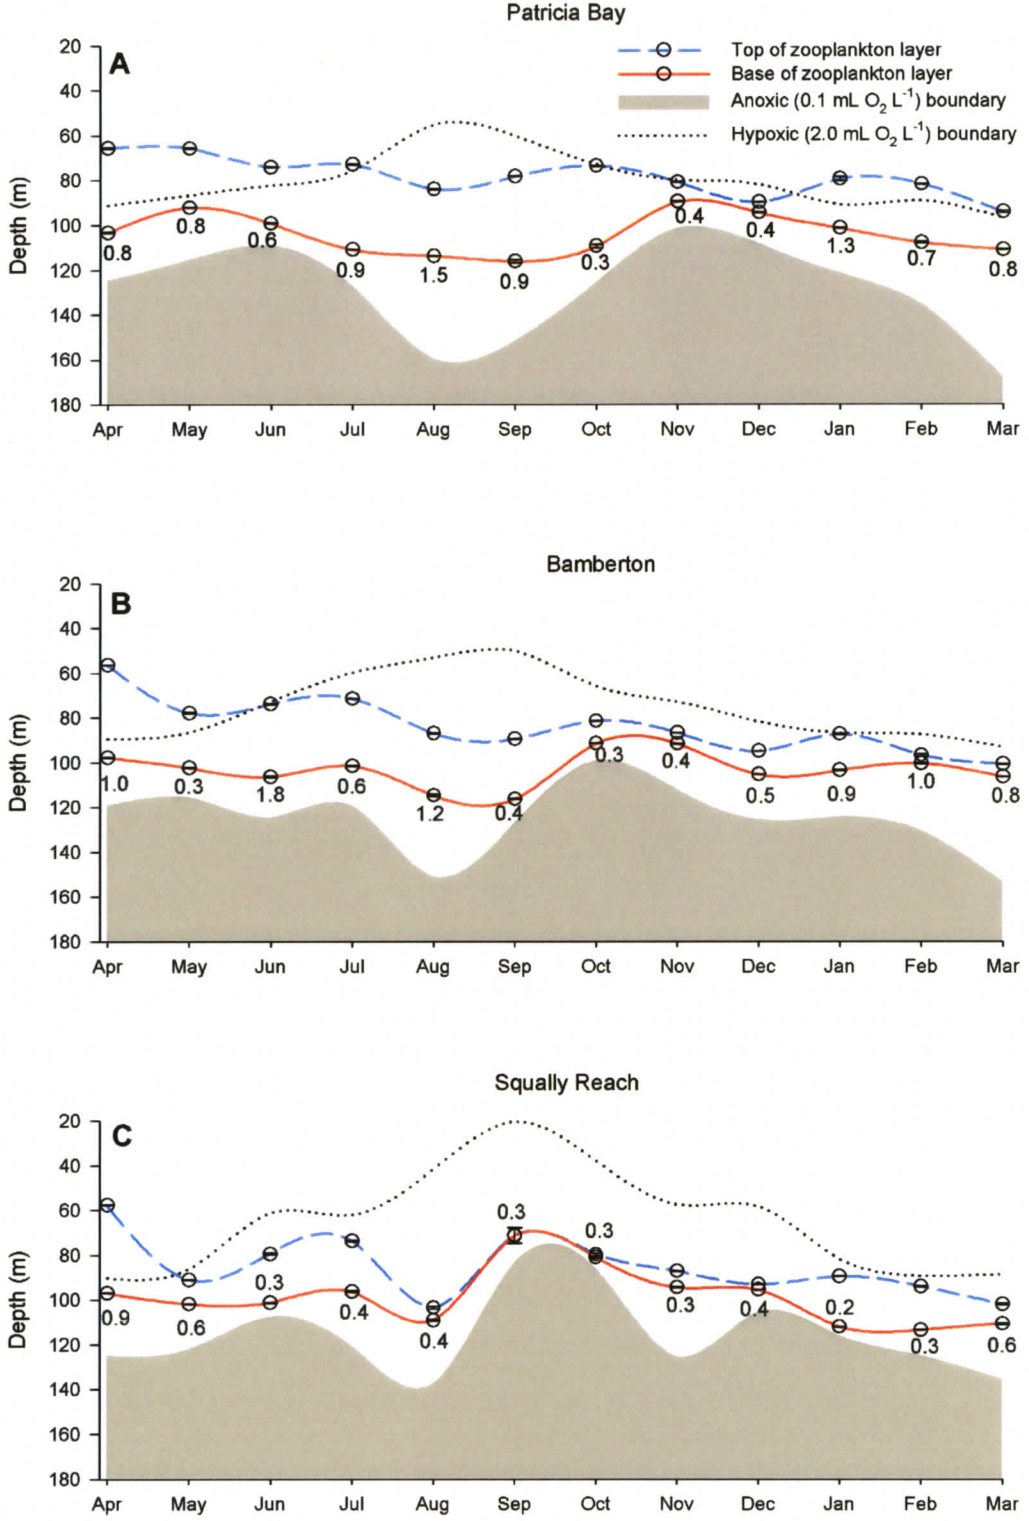 Patricia Bay
A
Top of zooplankton layer
Base of zooplankton layer
Anoxic (0.1 mL O2 L-1) boundary
Hypoxic (2.0 mL O2 L-1) boundary
Depth (m)
20
40
60
80
100
120
140
160
180
0.8 0.8 0.6 0.9 1.5 0.9 0.3 0.4 0.4 1.3 0.7 0.8
Apr May Jun Jul Aug Sep Oct Nov Dec Jan Feb Mar
Bamberton
B
Depth (m)
20
40
60
80
100
120
140
160
180
1.0 0.3 1.8 0.6 1.2 0.4 0.3 0.4 0.5 0.9 1.0 0.8
Apr May Jun Jul Aug Sep Oct Nov Dec Jan Feb Mar
Squally Reach
C
Depth (m)
20
40
60
80
100
120
140
160
180
0.9 0.6 0.3 0.4 0.4 0.3 0.3 0.3 0.4 0.2 0.3 0.6
Apr May Jun Jul Aug Sep Oct Nov Dec Jan Feb Mar